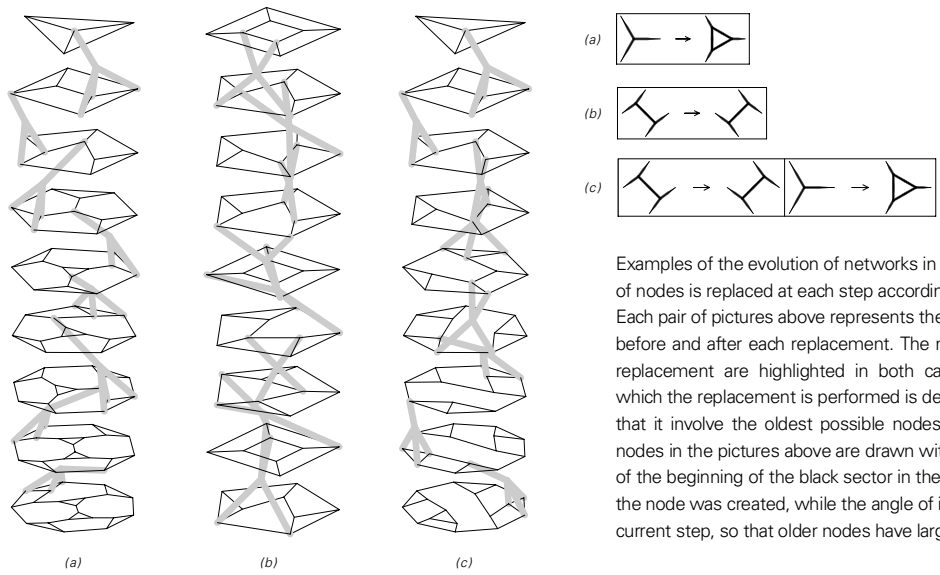 (a)
(b)
(c)
Examples of the evolution of networks in
of nodes is replaced at each step accordin
Each pair of pictures above represents the
before and after each replacement. The n
replacement are highlighted in both ca
which the replacement is performed is de
that it involve the oldest possible nodes
nodes in the pictures above are drawn wit
of the beginning of the black sector in the
the node was created, while the angle of i
current step, so that older nodes have larg
(a)
(b)
(c)